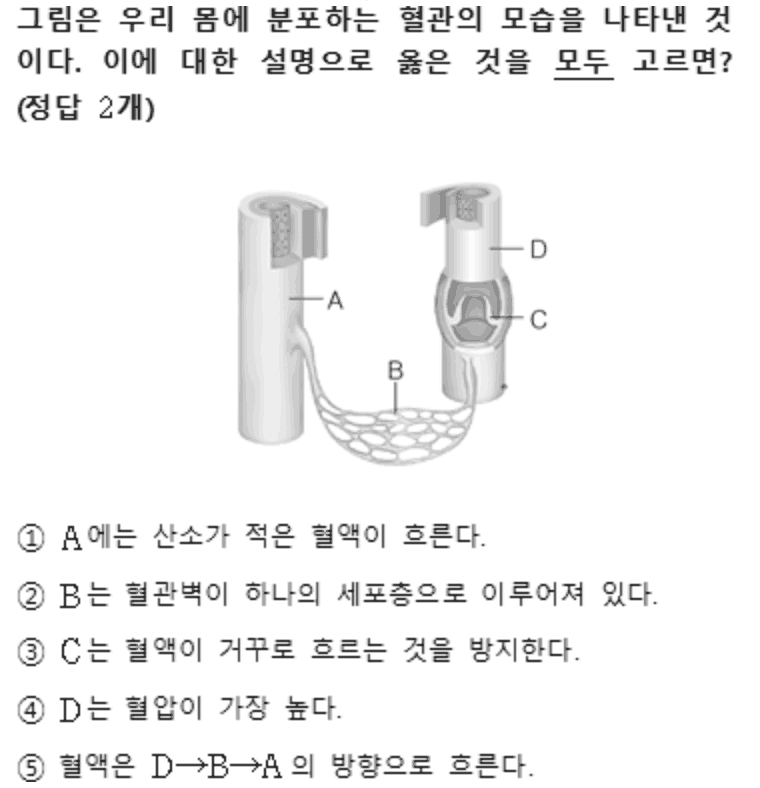 그림은 우리 몸에 분포하는 혈관의 모습을 나타낸 것
이다. 이에 대한 설명으로 옳은 것을 모두 고르면?
(정답 2개)
A
D
C
B
① A에는 산소가 적은 혈액이 흐른다.
② B는 혈관벽이 하나의 세포층으로 이루어져 있다.
③ C는 혈액이 거꾸로 흐르는 것을 방지한다.
④ D는 혈압이 가장 높다.
⑤ 혈액은 D→B→A의 방향으로 흐른다.